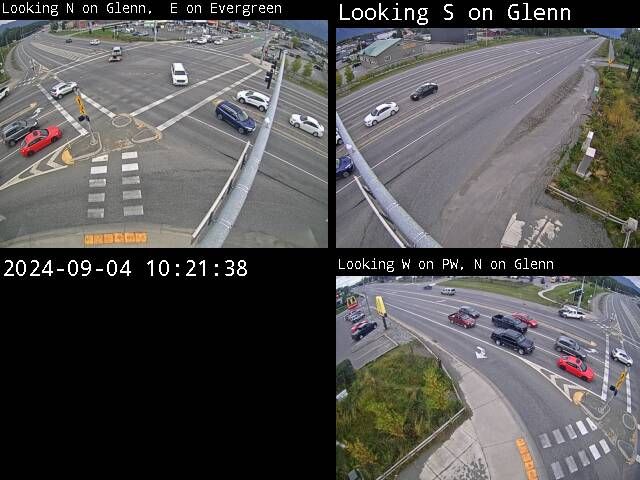 Looking N on Glenn, E on Evergreen
Looking S on Glenn
2024-09-04 10:21:38
Looking W on PW, N on Glenn